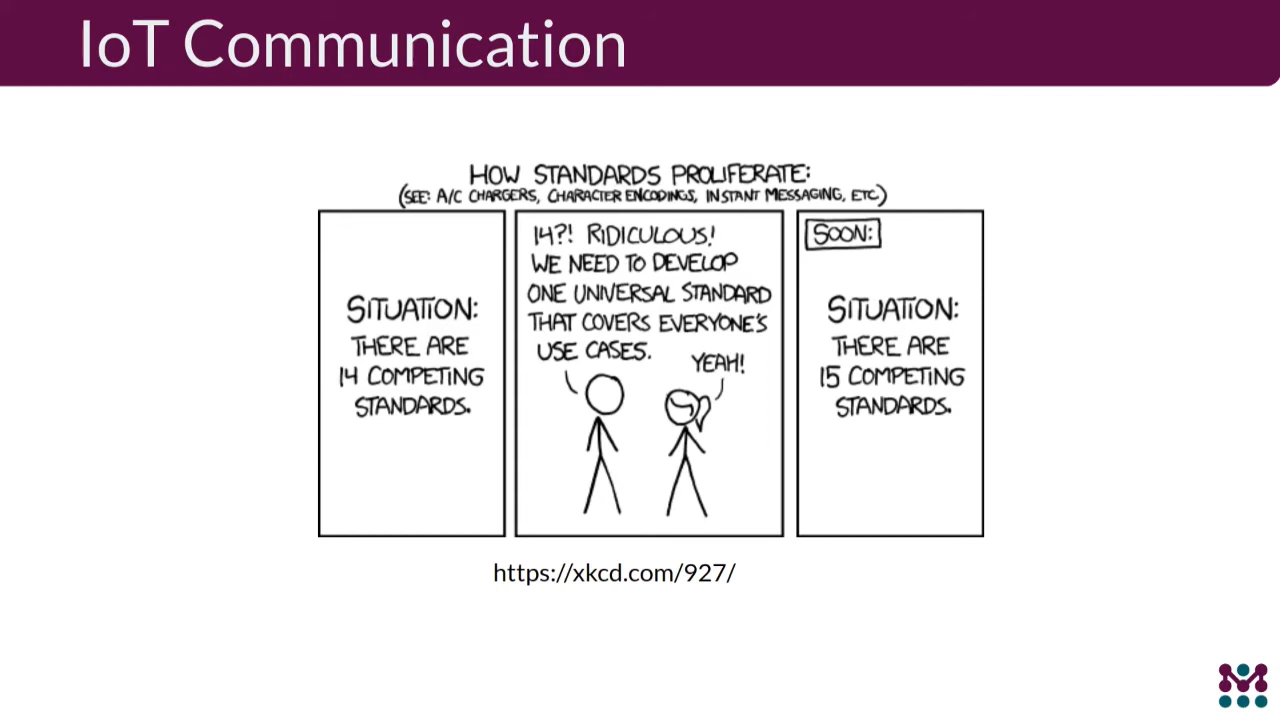 IoT Communication
HOW STANDARDS PROLIFERATE:
(SEE: A/C CHARGERS, CHARACTER ENCODINGS, INSTANT MESSAGING, ETC.)
SITUATION:
THERE ARE
14 COMPETING
STANDARDS.
14?! RIDICULOUS!
WE NEED TO DEVELOP
ONE UNIVERSAL STANDARD
THAT COVERS EVERYONE'S
USE CASES.
YEAH!
SOON:
SITUATION:
THERE ARE
15 COMPETING
STANDARDS.
https://xkcd.com/927/